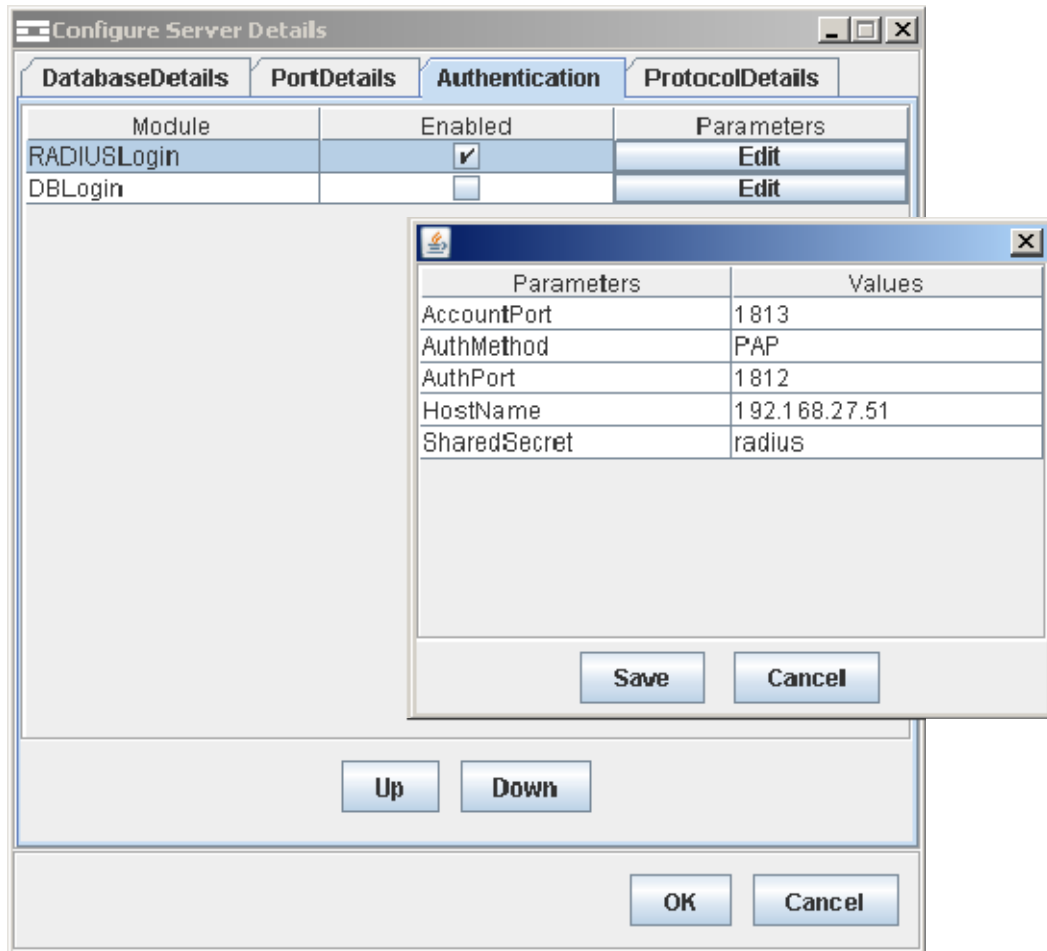 Configure Server Details
DatabaseDetails PortDetails Authentication ProtocolDetails
Module Enabled Parameters
RADIUSLogin Edit
DBLogin Edit
Parameters Values
AccountPort 1813
AuthMethod PAP
AuthPort 1812
HostName 192.168.27.51
SharedSecret radius
Save Cancel
Up Down
OK Cancel